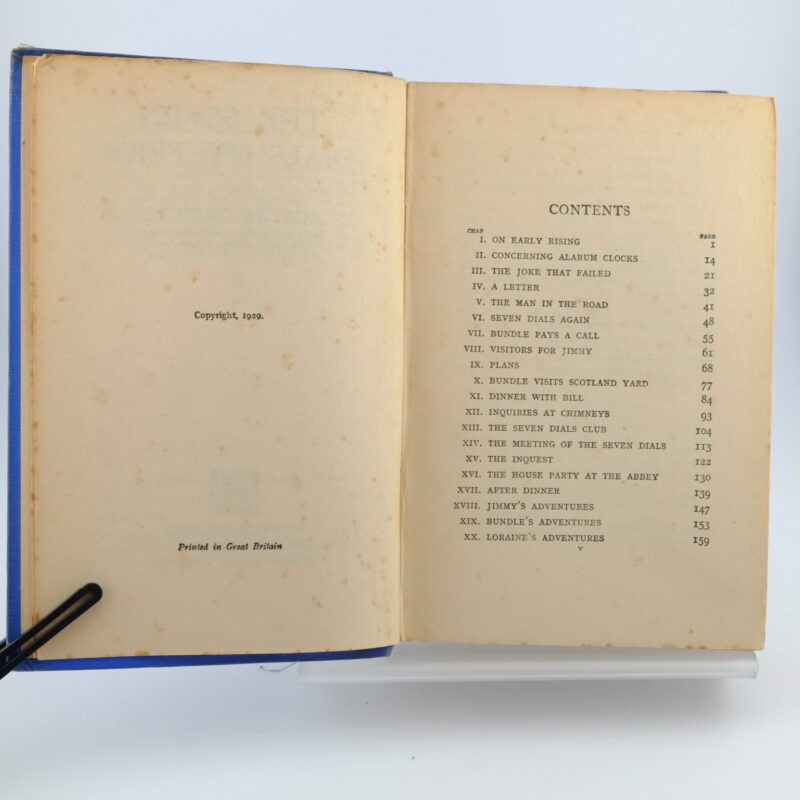 Copyright, 1929.
Printed in Great Britain
CONTENTS
CHAP PAGE
I. ON EARLY RISING 1
II. CONCERNING ALARUM CLOCKS 14
III. THE JOKE THAT FAILED 21
IV. A LETTER 32
V. THE MAN IN THE ROAD 41
VI. SEVEN DIALS AGAIN 48
VII. BUNDLE PAYS A CALL 55
VIII. VISITORS FOR JIMMY 61
IX. PLANS 68
X. BUNDLE VISITS SCOTLAND YARD 77
XI. DINNER WITH BILL 84
XII. INQUIRIES AT CHIMNEYS 93
XIII. THE SEVEN DIALS CLUB 104
XIV. THE MEETING OF THE SEVEN DIALS 113
XV. THE INQUEST 122
XVI. THE HOUSE PARTY AT THE ABBEY 130
XVII. AFTER DINNER 139
XVIII. JIMMY'S ADVENTURES 147
XIX. BUNDLE'S ADVENTURES 153
XX. LORAINE'S ADVENTURES 159
v